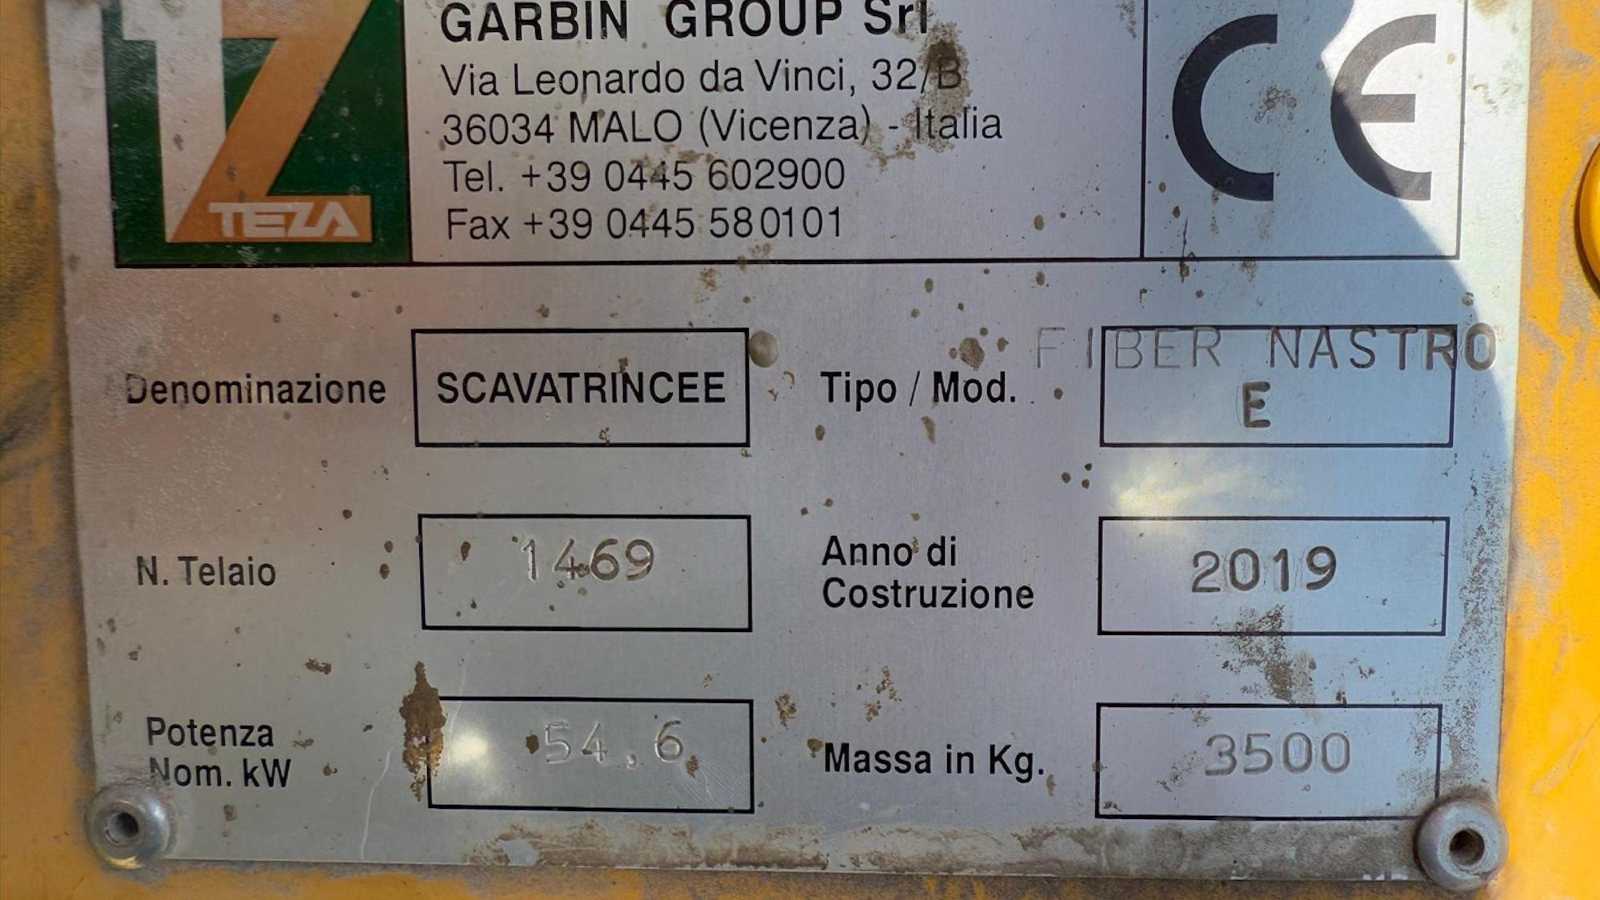 GARBIN GROUP Srl
Via Leonardo da Vinci, 32/B
36034 MALO (Vicenza) - Italia
Tel. +39 0445 602900
Fax +39 0445 580101
TEZA
CE
Denominazione SCAVATRINCEE
Tipo / Mod. FIBER NASTRO
E
N. Telaio 1469
Anno di
Costruzione 2019
Potenza
Nom. kW 54,6
Massa in Kg. 3500